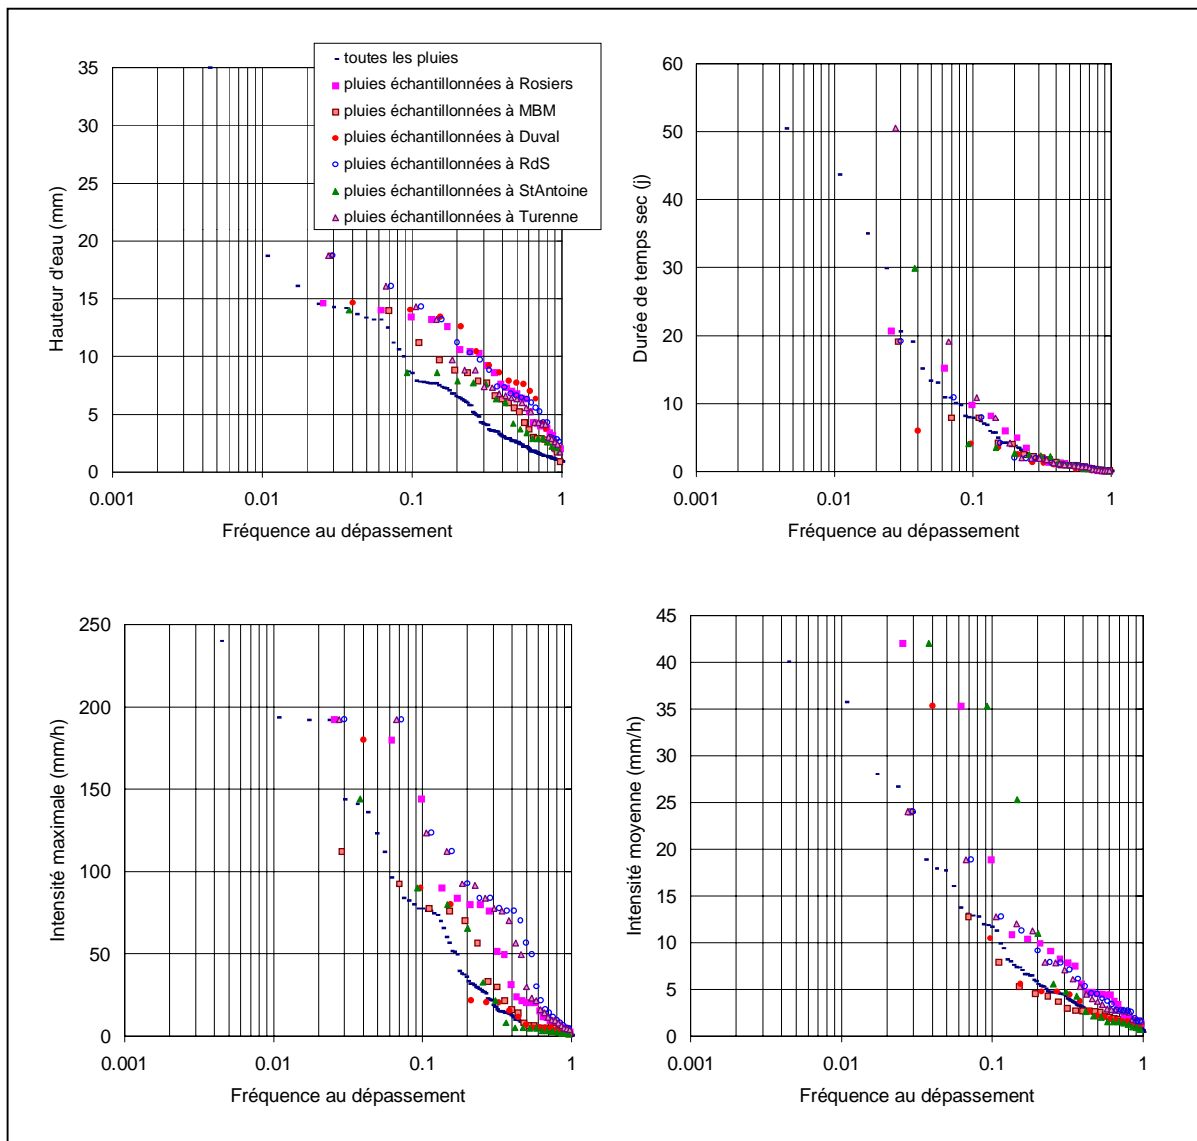 toutes les pluies
pluies échantillonnées à Rosiers
pluies échantillonnées à MBM
pluies échantillonnées à Duval
pluies échantillonnées à RdS
pluies échantillonnées à StAntoine
pluies échantillonnées à Turenne
Hauteur d'eau (mm)
35
30
25
20
15
10
5
0
0.001 0.01 0.1 1
Fréquence au dépassement
Durée de temps sec (j)
60
50
40
30
20
10
0
0.001 0.01 0.1 1
Fréquence au dépassement
Intensité maximale (mm/h)
250
200
150
100
50
0
0.001 0.01 0.1 1
Fréquence au dépassement
Intensité moyenne (mm/h)
45
40
35
30
25
20
15
10
5
0
0.001 0.01 0.1 1
Fréquence au dépassement